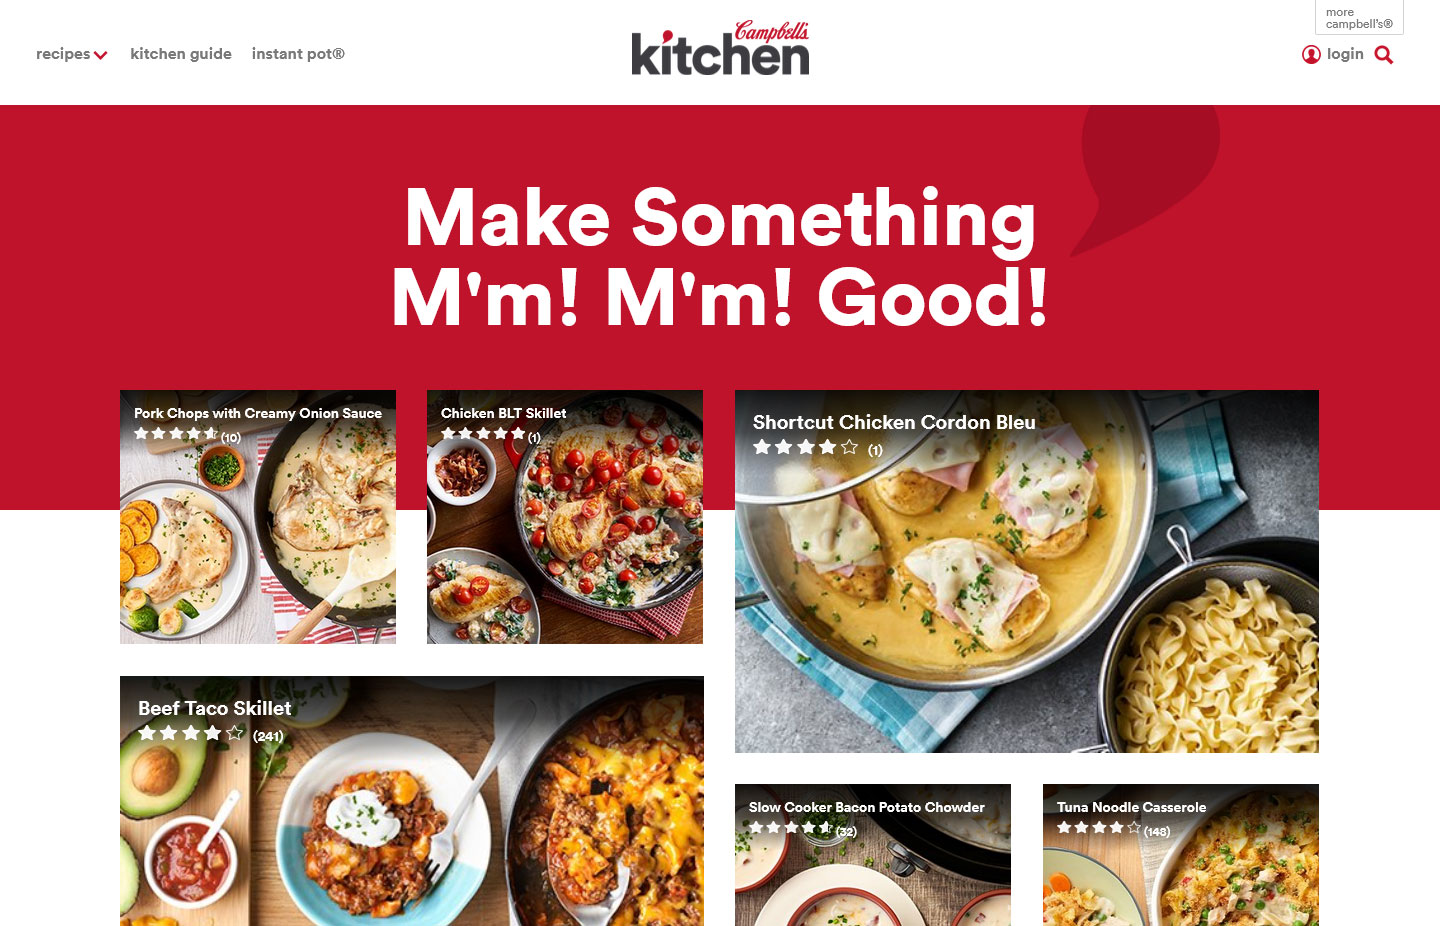 more
campbell's®
recipes
kitchen guide
instant pot®
Campbell's
kitchen
login
Make Something
M'm! M'm! Good!
Pork Chops with Creamy Onion Sauce
(10)
Chicken BLT Skillet
(1)
Shortcut Chicken Cordon Bleu
(1)
Beef Taco Skillet
(241)
Slow Cooker Bacon Potato Chowder
(32)
Tuna Noodle Casserole
(148)